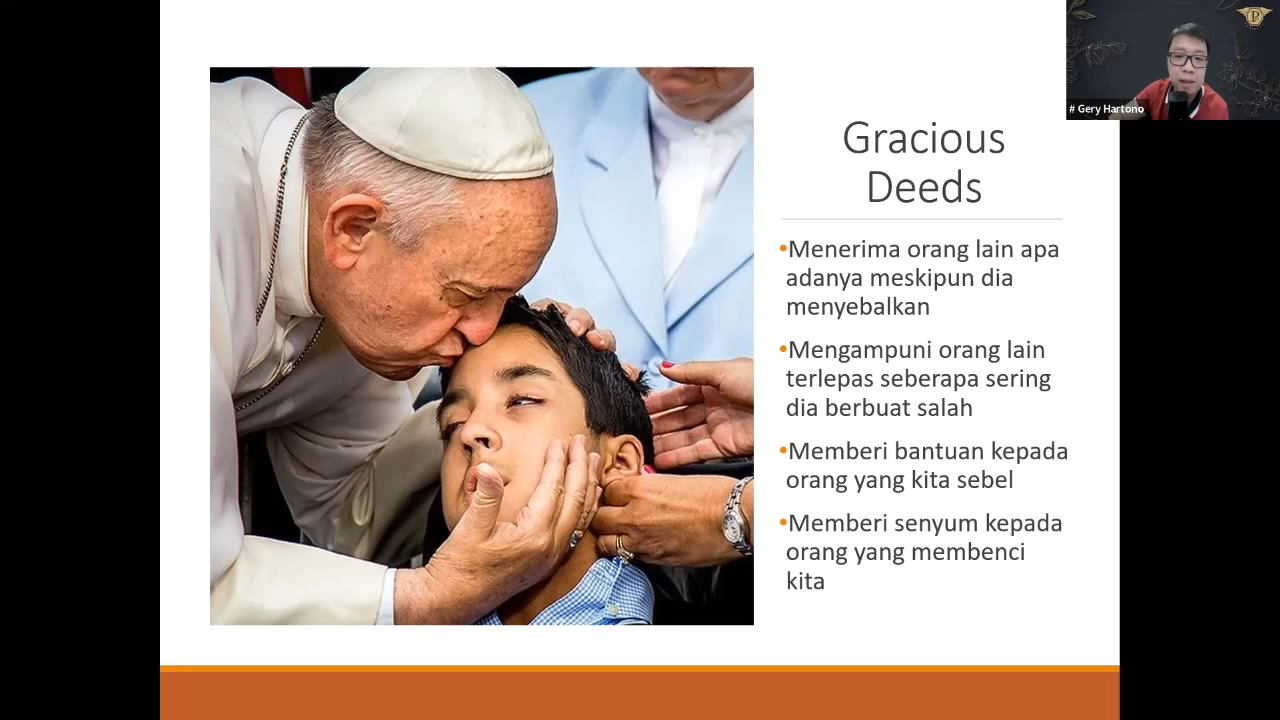 Gracious
Deeds
•Menerima orang lain apa
adanya meskipun dia
menyebalkan
•Mengampuni orang lain
terlepas seberapa sering
dia berbuat salah
•Memberi bantuan kepada
orang yang kita sebel
•Memberi senyum kepada
orang yang membenci
kita
P
# Gery Hartono